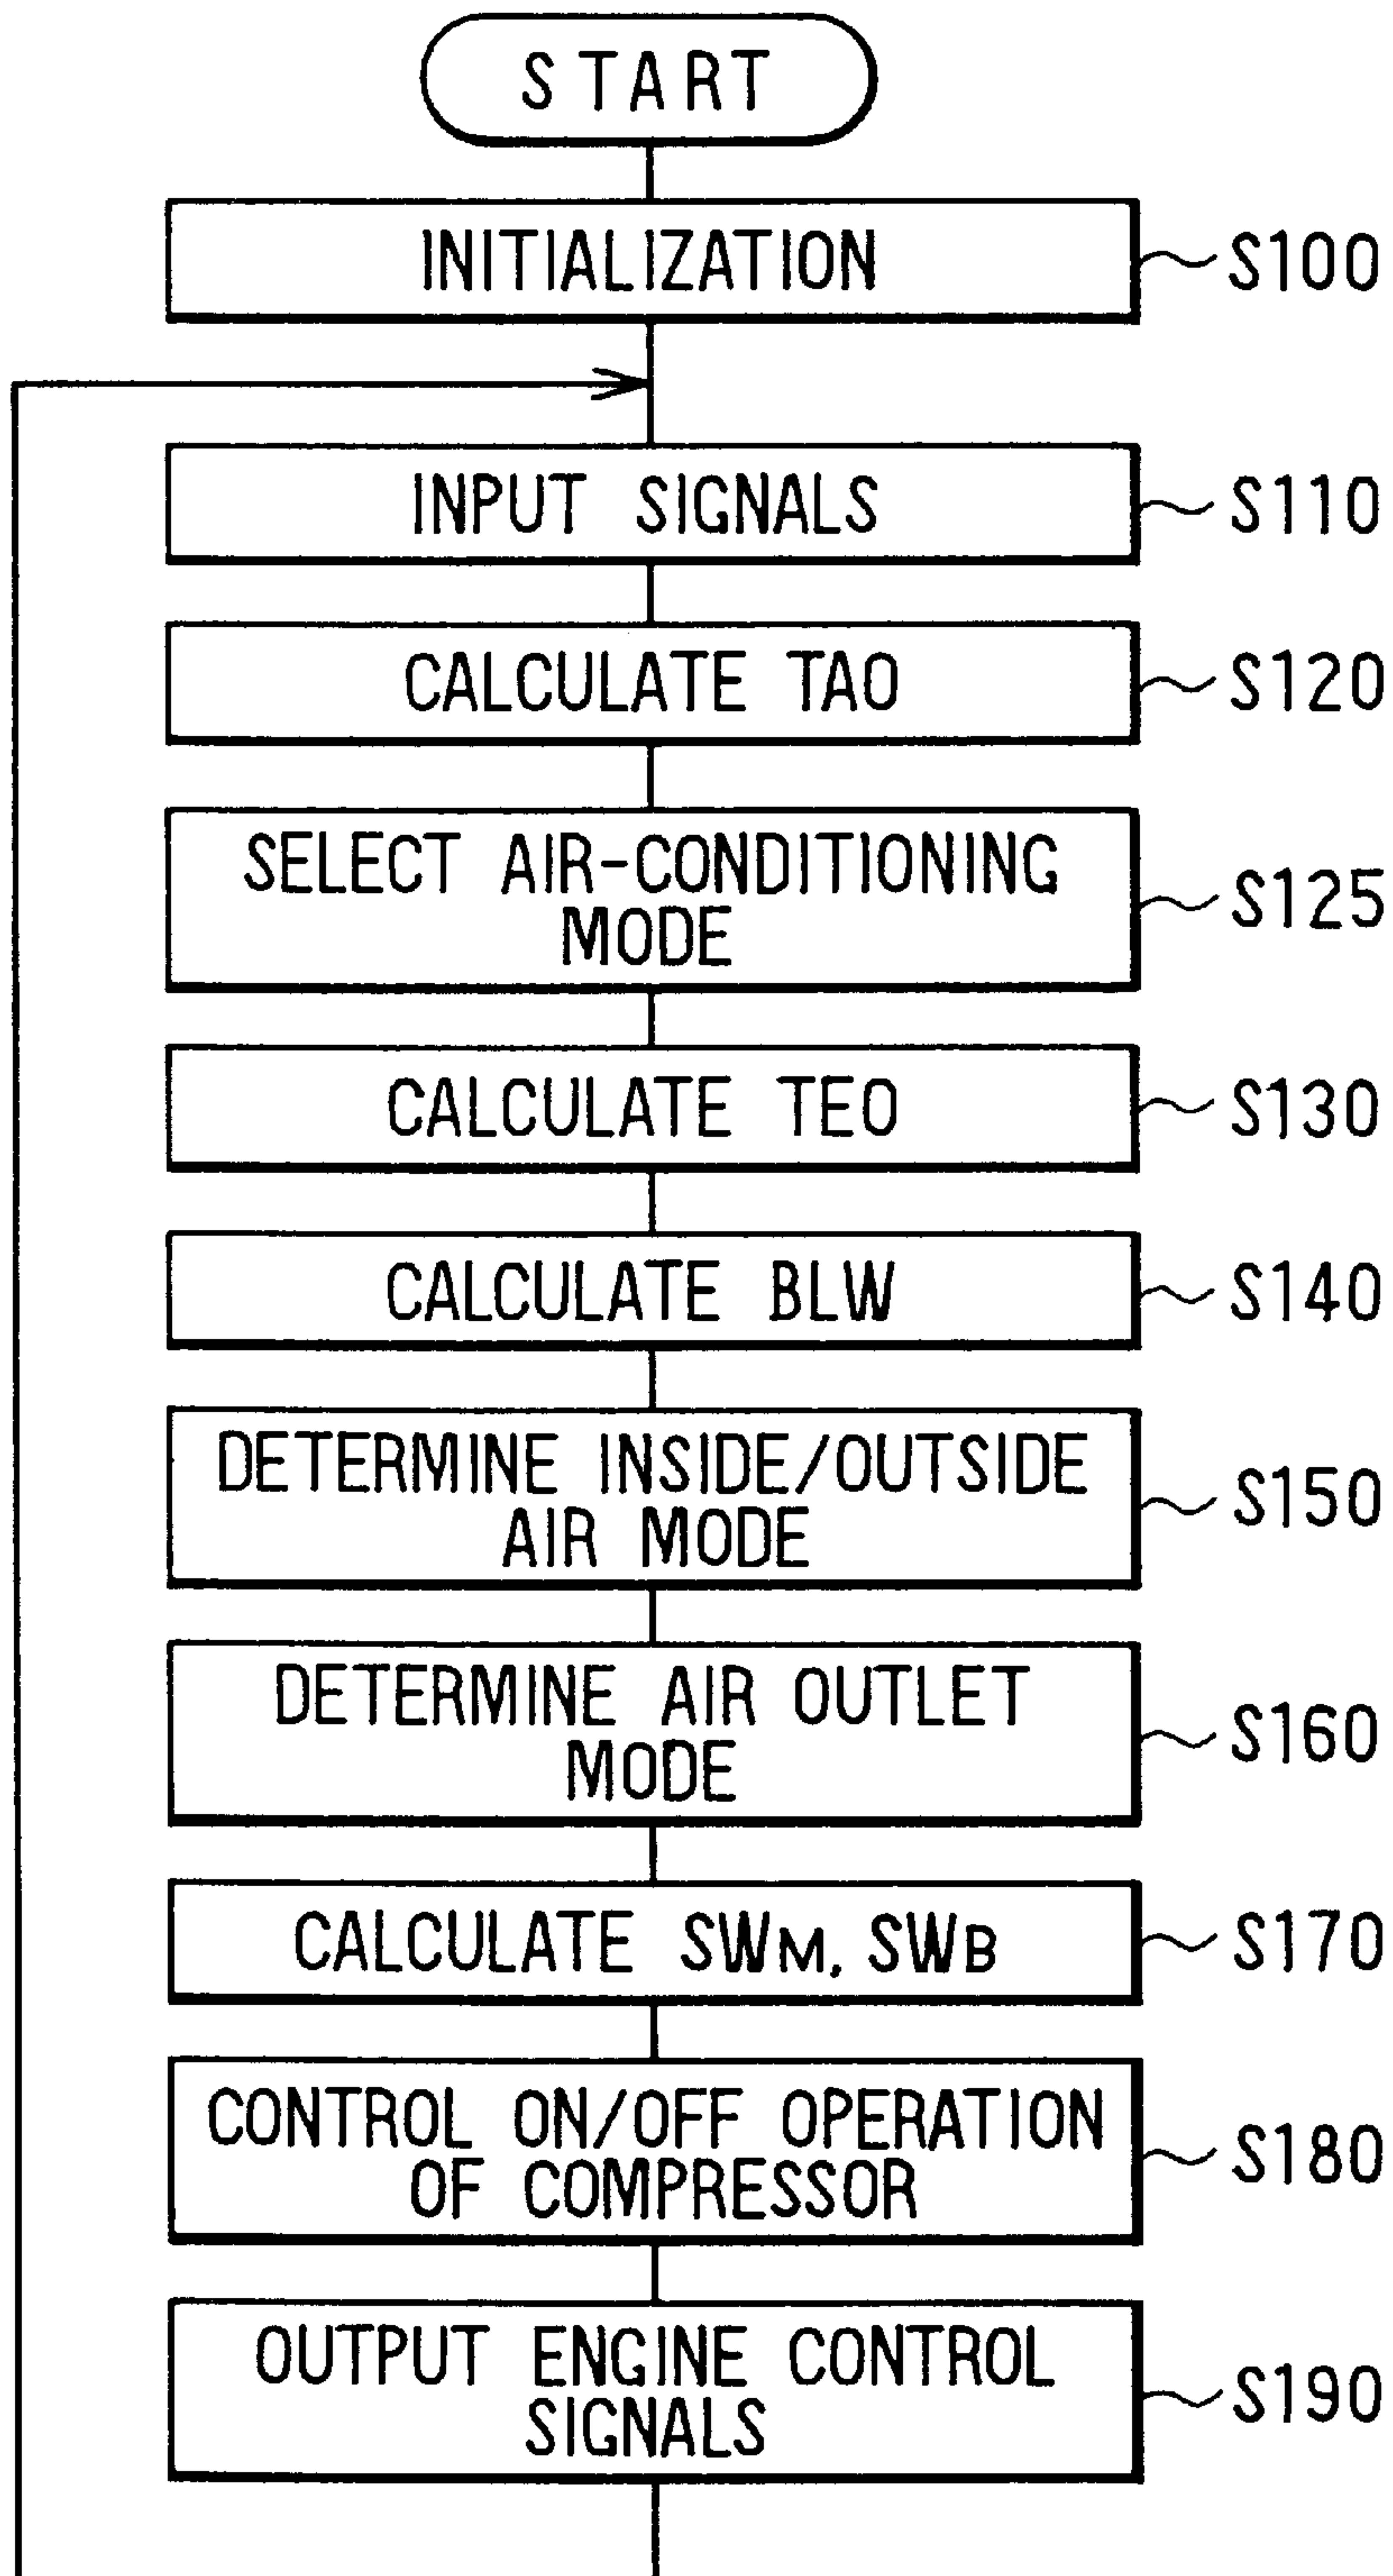 START
INITIALIZATION
S100
INPUT SIGNALS
S110
CALCULATE TAO
S120
SELECT AIR-CONDITIONING
MODE
S125
CALCULATE TEO
S130
CALCULATE BLW
S140
DETERMINE INSIDE/OUTSIDE
AIR MODE
S150
DETERMINE AIR OUTLET
MODE
S160
CALCULATE SWM, SWB
S170
CONTROL ON/OFF OPERATION
OF COMPRESSOR
S180
OUTPUT ENGINE CONTROL
SIGNALS
S190